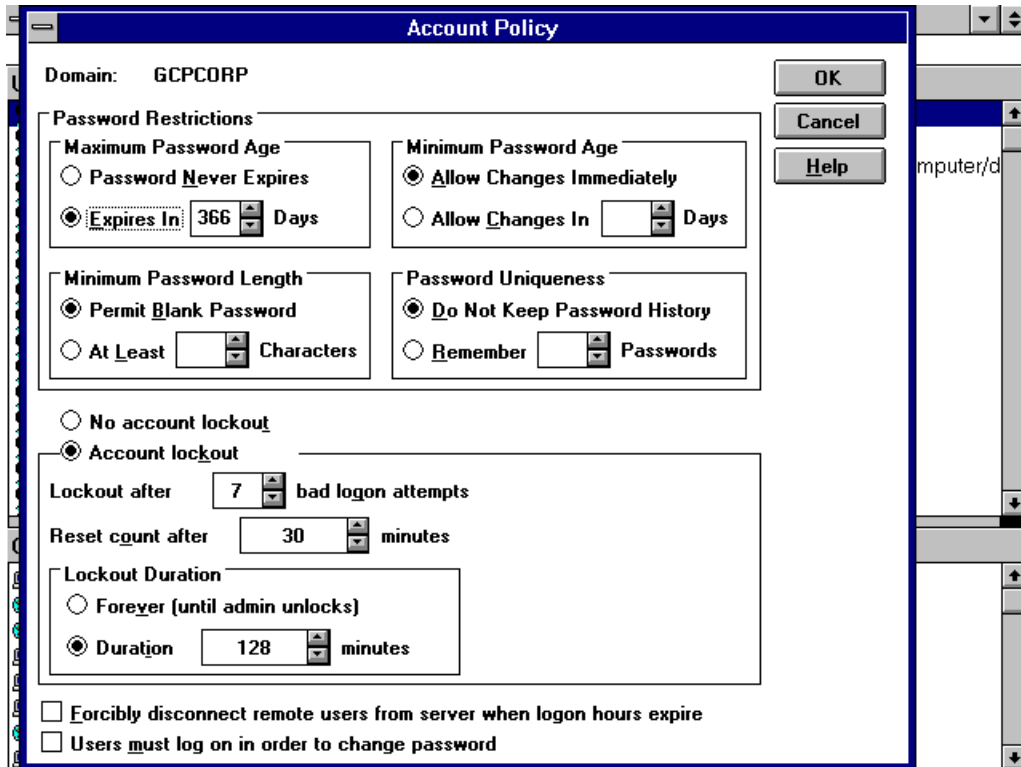 Account Policy
Domain: GCPCORP
OK
Cancel
Help
Password Restrictions
Maximum Password Age
Password Never Expires
Expires In 366 Days
Minimum Password Age
Allow Changes Immediately
Allow Changes In Days
Minimum Password Length
Permit Blank Password
At Least Characters
Password Uniqueness
Do Not Keep Password History
Remember Passwords
No account lockout
Account lockout
Lockout after 7 bad logon attempts
Reset count after 30 minutes
Lockout Duration
Forever (until admin unlocks)
Duration 128 minutes
Forcibly disconnect remote users from server when logon hours expire
Users must log on in order to change password
mputer/d